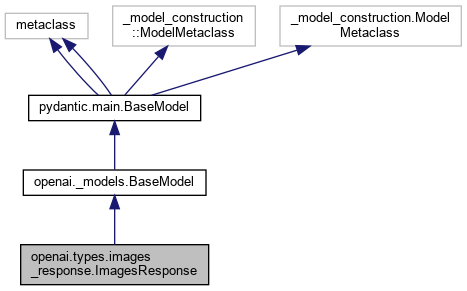 metaclass
_model_construction
::ModelMetaclass
_model_construction.Model
Metaclass
pydantic.main.BaseModel
openai._models.BaseModel
openai.types.images
_response.ImagesResponse